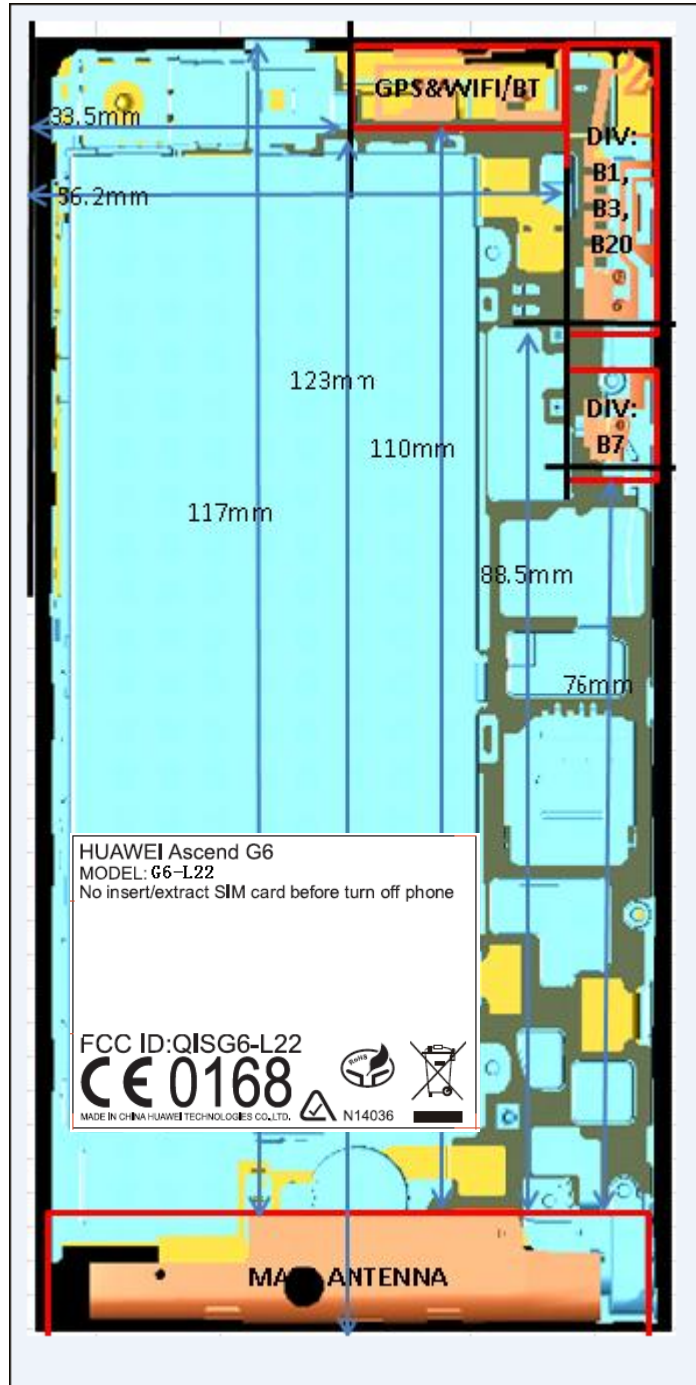 GPS&WIFI/BT
33.5mm
DIV:
B1,
B3,
B20
56.2mm
123mm
DIV:
B7
110mm
117mm
88.5mm
76mm
HUAWEI Ascend G6
MODEL: G6-L22
No insert/extract SIM card before turn off phone
FCC ID:QISG6-L22
CE 0168
RoHS
MADE IN CHINA HUAWEI TECHNOLOGIES CO.,LTD.
N14036
ANTENNA